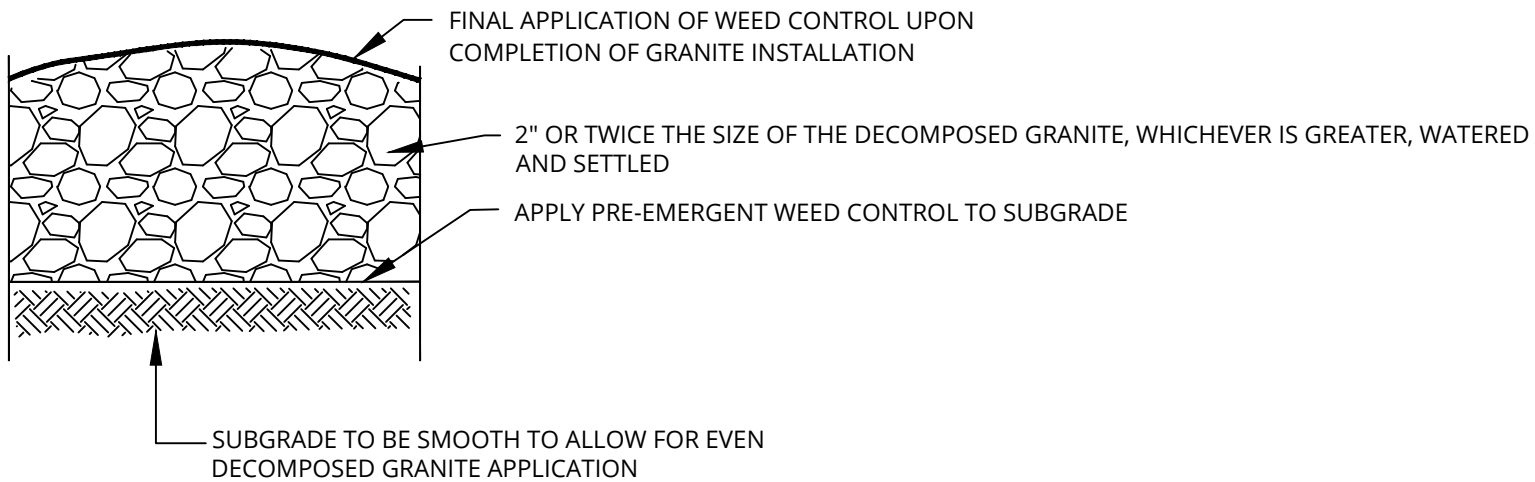 FINAL APPLICATION OF WEED CONTROL UPON
COMPLETION OF GRANITE INSTALLATION
2" OR TWICE THE SIZE OF THE DECOMPOSED GRANITE, WHICHEVER IS GREATER, WATERED
AND SETTLED
APPLY PRE-EMERGENT WEED CONTROL TO SUBGRADE
SUBGRADE TO BE SMOOTH TO ALLOW FOR EVEN
DECOMPOSED GRANITE APPLICATION